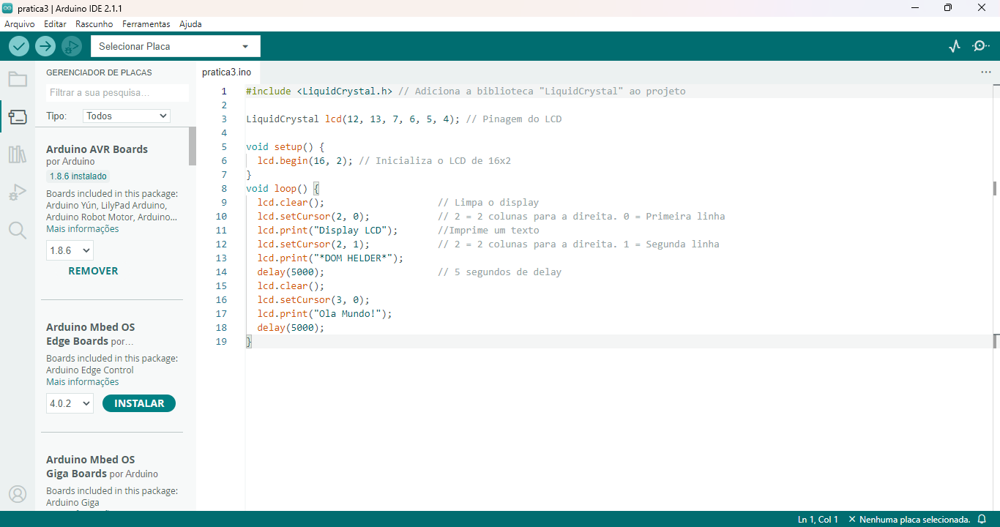 pratica3 | Arduino IDE 2.1.1
Arquivo Editar Rascunho Ferramentas Ajuda
Selecionar Placa
GERENCIADOR DE PLACAS
Filtrar a sua pesquisa...
Tipo: Todos
Arduino AVR Boards
por Arduino
1.8.6 instalado
Boards included in this package:
Arduino Yún, LilyPad Arduino,
Arduino Robot Motor, Arduino...
Mais informações
1.8.6
REMOVER
Arduino Mbed OS
Edge Boards por...
Boards included in this package:
Arduino Edge Control
Mais informações
4.0.2 INSTALAR
Arduino Mbed OS
Giga Boards por Arduino
Boards included in this package:
Arduino Giga
pratica3.ino
1 #include <LiquidCrystal.h> // Adiciona a biblioteca "LiquidCrystal" ao projeto
2
3 LiquidCrystal lcd(12, 13, 7, 6, 5, 4); // Pinagem do LCD
4
5 void setup() {
6 lcd.begin(16, 2); // Inicializa o LCD de 16x2
7 }
8 void loop() {
9 lcd.clear(); // Limpa o display
10 lcd.setCursor(2, 0); // 2 = 2 colunas para a direita. 0 = Primeira linha
11 lcd.print("Display LCD"); //Imprime um texto
12 lcd.setCursor(2, 1); // 2 = 2 colunas para a direita. 1 = Segunda linha
13 lcd.print("*DOM HELDER*");
14 delay(5000); // 5 segundos de delay
15 lcd.clear();
16 lcd.setCursor(3, 0);
17 lcd.print("Ola Mundo!");
18 delay(5000);
19 }
Ln 1, Col 1 × Nenhuma placa selecionada.